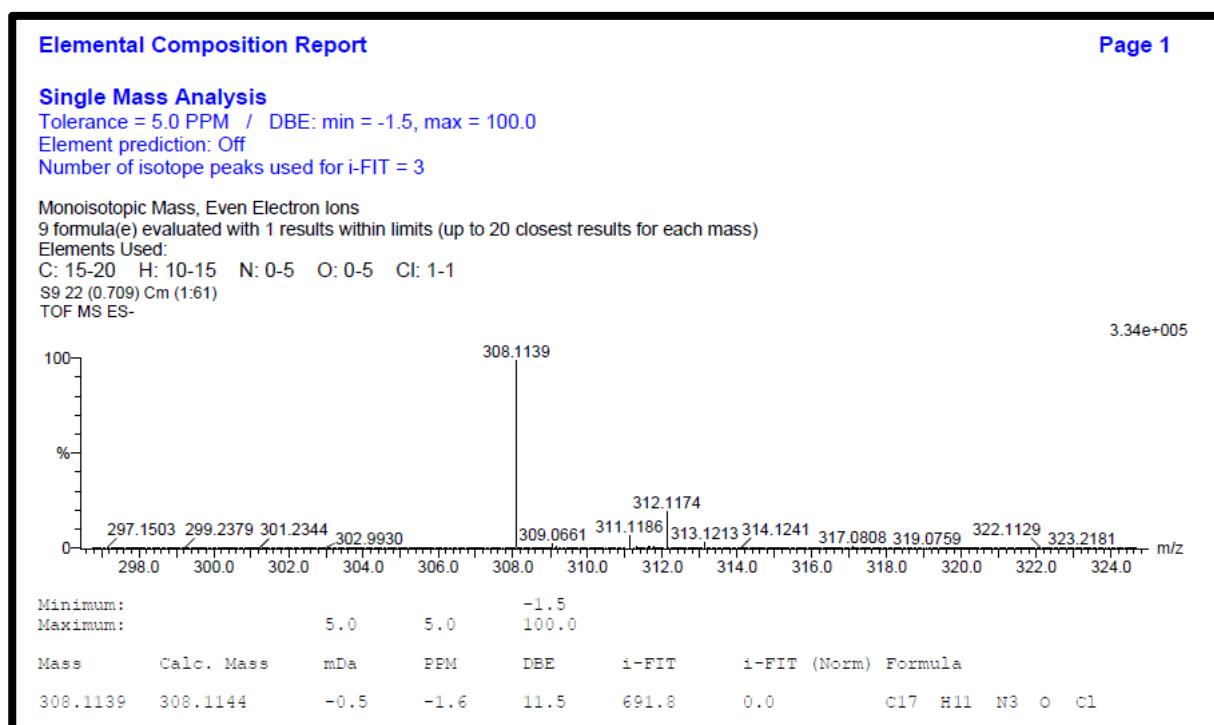 Elemental Composition Report Page 1
Single Mass Analysis
Tolerance = 5.0 PPM / DBE: min = -1.5, max = 100.0
Element prediction: Off
Number of isotope peaks used for i-FIT = 3
Monoisotopic Mass, Even Electron Ions
9 formula(e) evaluated with 1 results within limits (up to 20 closest results for each mass)
Elements Used:
C: 15-20 H: 10-15 N: 0-5 O: 0-5 Cl: 1-1
S9 22 (0.709) Cm (1:61)
TOF MS ES-
3.34e+005
100
308.1139
%
312.1174
297.1503 299.2379 301.2344 302.9930 309.0661 311.1186 313.1213 314.1241 317.0808 319.0759 322.1129 323.2181
0
m/z
298.0 300.0 302.0 304.0 306.0 308.0 310.0 312.0 314.0 316.0 318.0 320.0 322.0 324.0
Minimum: -1.5
Maximum: 5.0 5.0 100.0
Mass Calc. Mass mDa PPM DBE i-FIT i-FIT (Norm) Formula
308.1139 308.1144 -0.5 -1.6 11.5 691.8 0.0 C17 H11 N3 O Cl